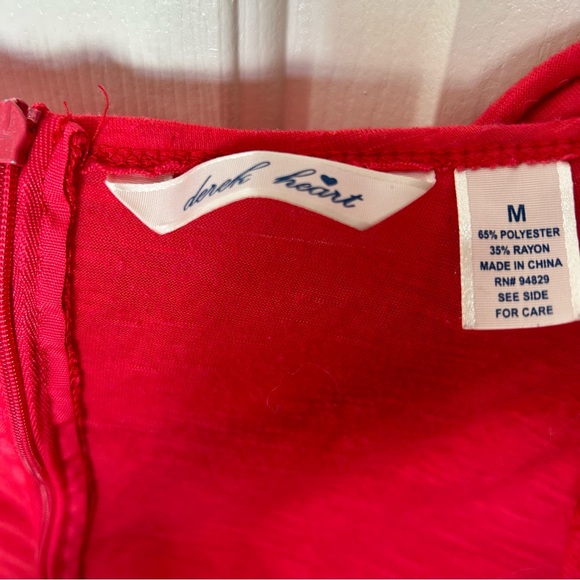 derek heart
M
65% POLYESTER
35% RAYON
MADE IN CHINA
RN# 94829
SEE SIDE
FOR CARE